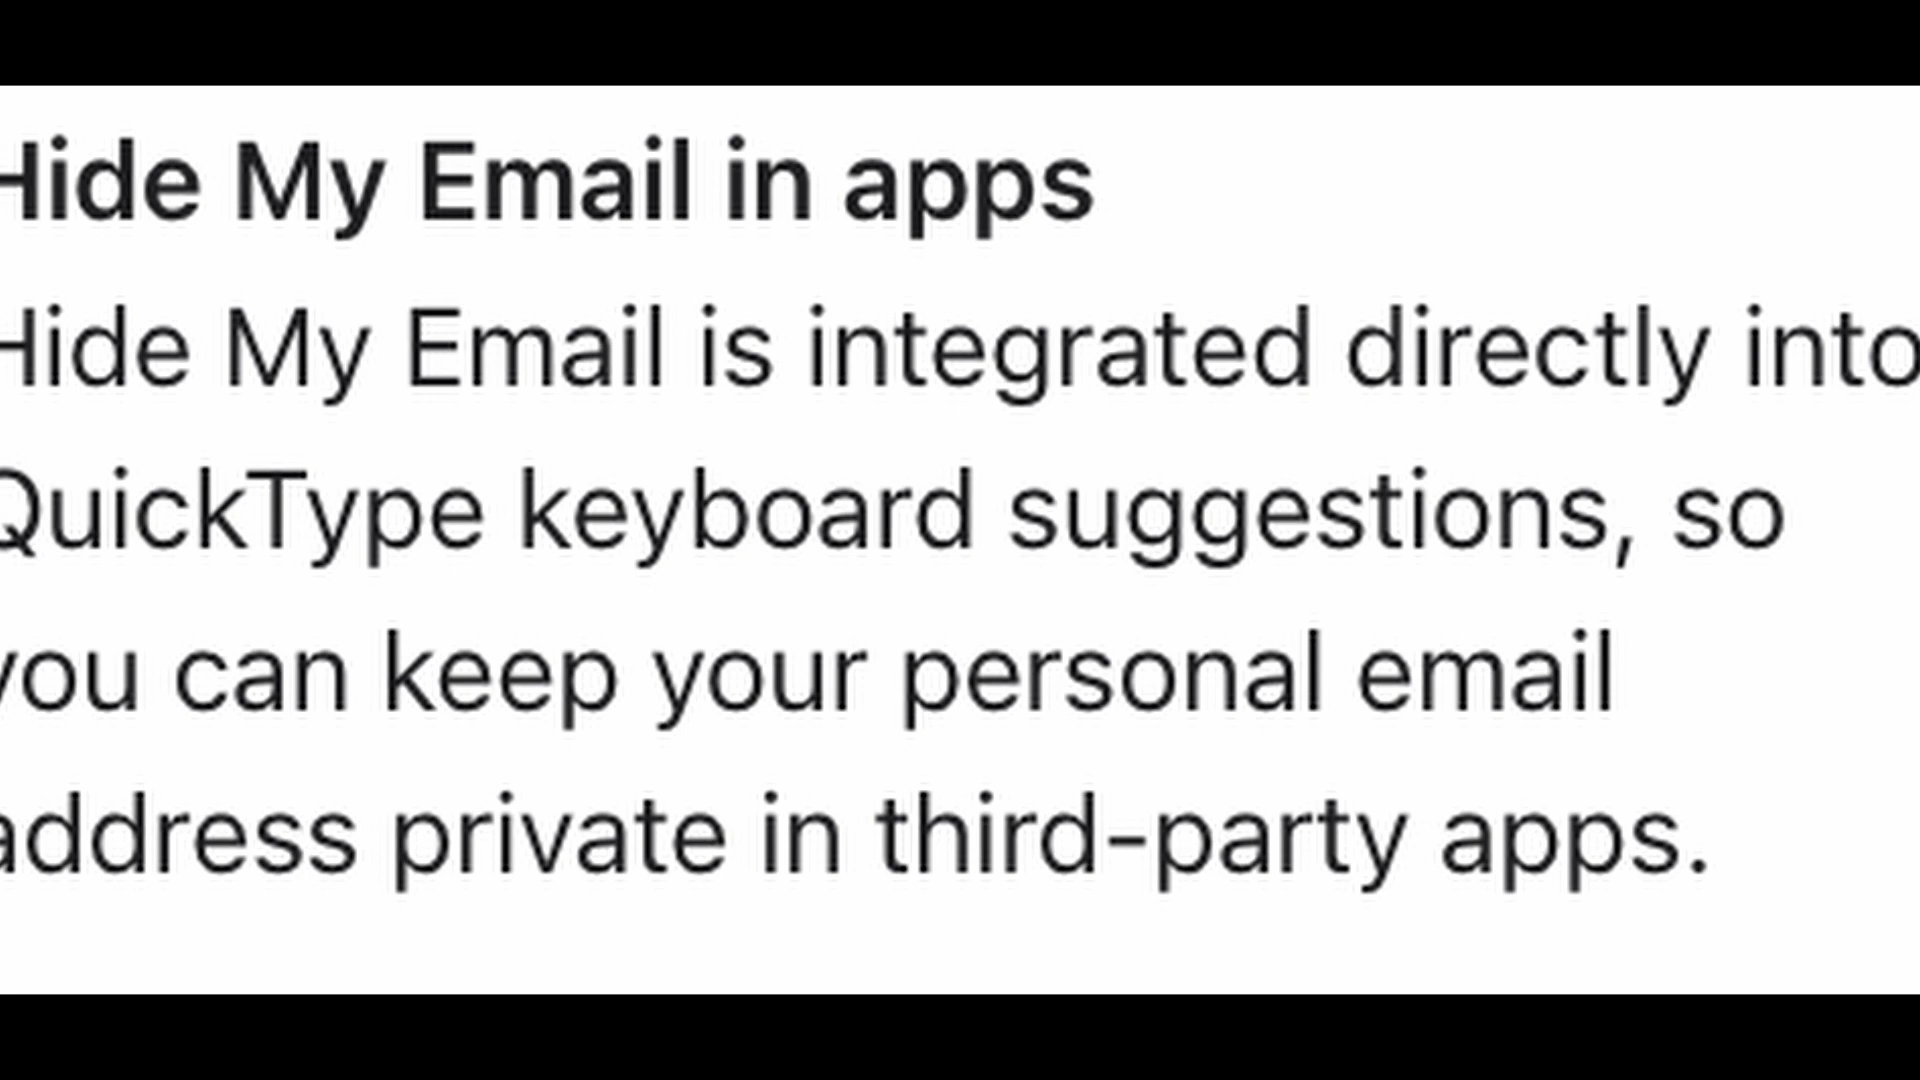 Hide My Email in apps
Hide My Email is integrated directly into
QuickType keyboard suggestions, so
you can keep your personal email
address private in third-party apps.